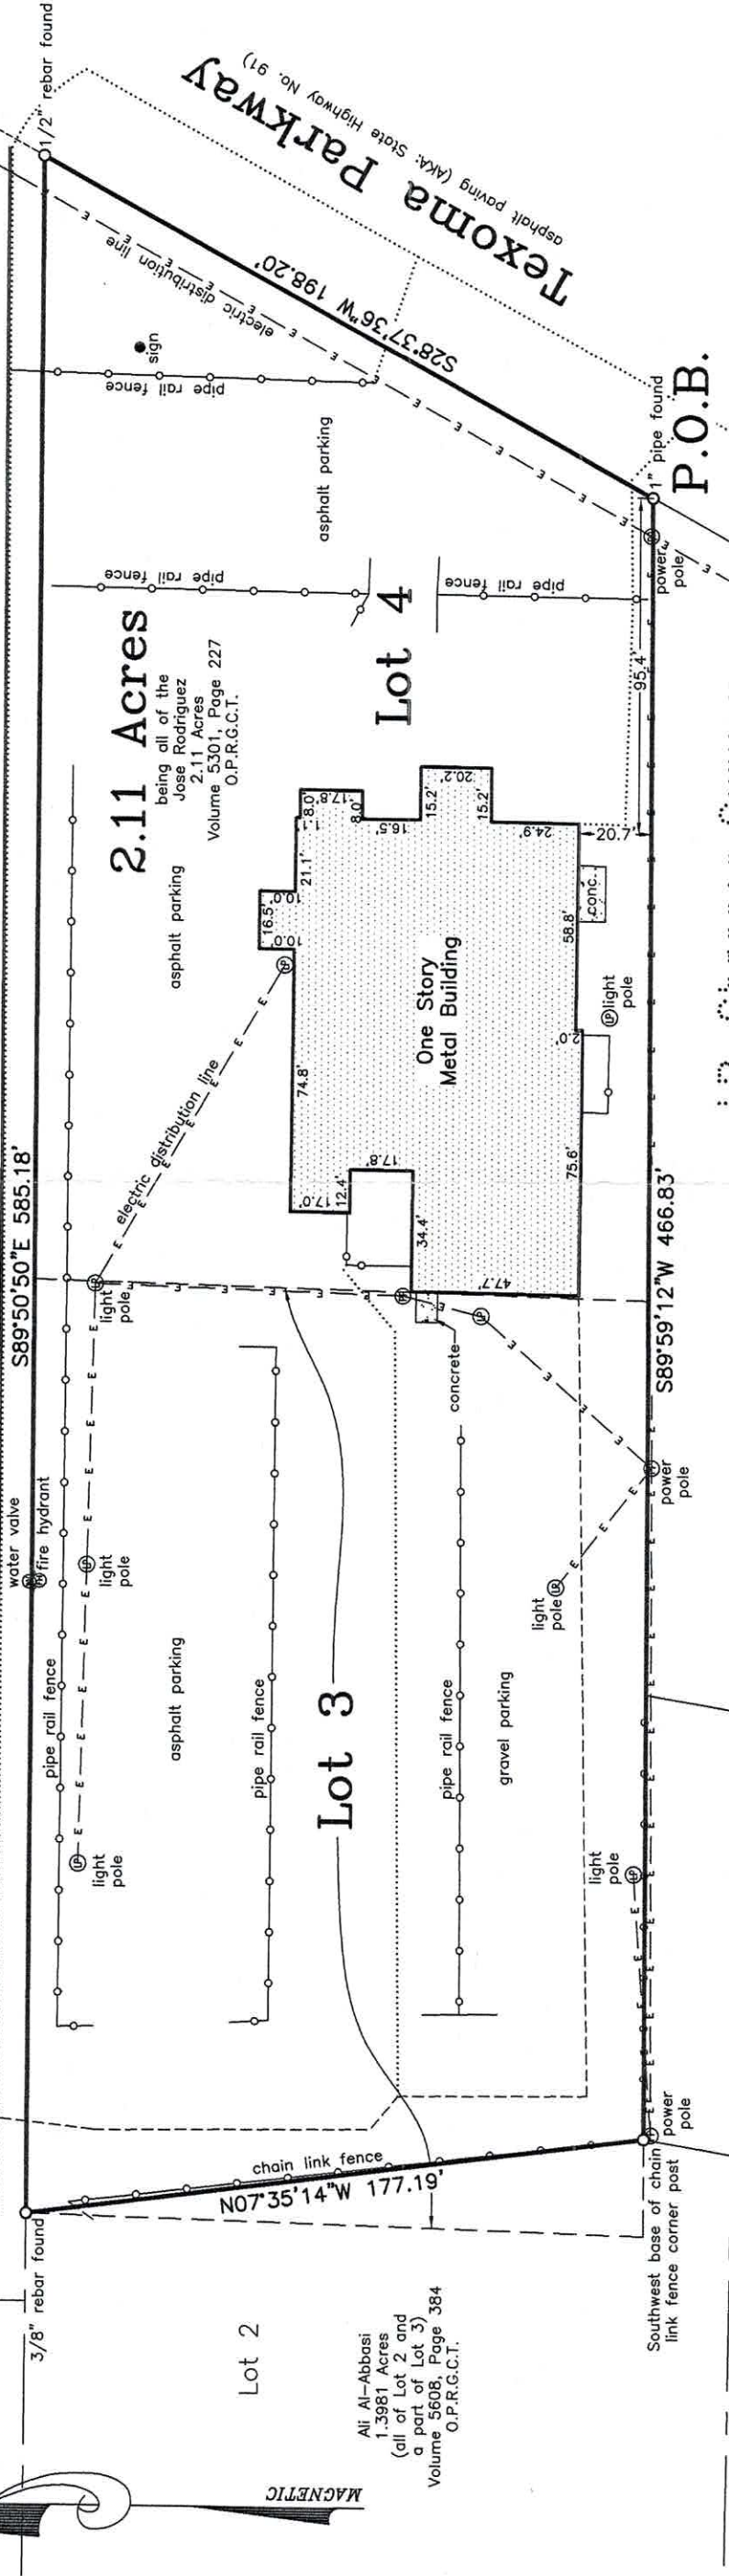 1/2" rebar found
Texoma Parkway
asphalt paving (AKA: State Highway No. 91)
S28°37'36"W 198.20'
electric distribution line
sign
pipe rail fence
asphalt parking
pipe rail fence
pipe rail fence
1" pipe found
P.O.B.
power
pole
95.4'
20.7'
Lot 4
2.11 Acres
being all of the
Jose Rodriguez
2.11 Acres
Volume 5301, Page 227
O.P.R.G.C.T.
asphalt parking
One Story
Metal Building
8.0'
17.8'
8.0'
1.1'
21.1'
16.5'
15.2'
20.2'
15.2'
24.9'
10.0'
16.5'
10.0'
58.8'
conc.
2.0'
74.8'
75.6'
17.8'
12.4'
17.0'
34.4'
47.7'
LP
LP
light
pole
electric distribution line
S89°50'50"E 585.18'
S89°59'12"W 466.83'
LP
light
pole
LP
concrete
water valve
fire hydrant
LP
light
pole
power
pole
LP
light
pole
pipe rail fence
asphalt parking
pipe rail fence
Lot 3
pipe rail fence
gravel parking
LP
light
pole
LP
light
pole
power
pole
chain link fence
N07°35'14"W 177.19'
3/8" rebar found
Southwest base of chain
link fence corner post
Lot 2
Ali Al-Abbasi
1.3981 Acres
(all of Lot 2 and
a part of Lot 3)
Volume 5608, Page 384
O.P.R.G.C.T.
MAGNETIC